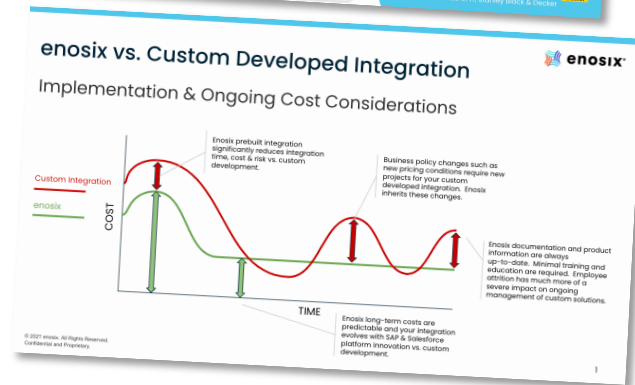 Stanley Black & Decker
enosix vs. Custom Developed Integration
enosix
Implementation & Ongoing Cost Considerations
Enosix prebuilt integration
significantly reduces integration
time, cost & risk vs. custom
development.
Business policy changes such as
new pricing conditions require new
projects for your custom
developed integration. Enosix
inherits these changes.
Custom Integration
enosix
COST
Enosix documentation and product
information are always
up-to-date. Minimal training and
education are required. Employee
attrition has much more of a
severe impact on ongoing
management of custom solutions.
TIME
Enosix long-term costs are
predictable and your integration
evolves with SAP & Salesforce
platform innovation vs. custom
development.
© 2021 enosix. All Rights Reserved.
Confidential and Proprietary.
1